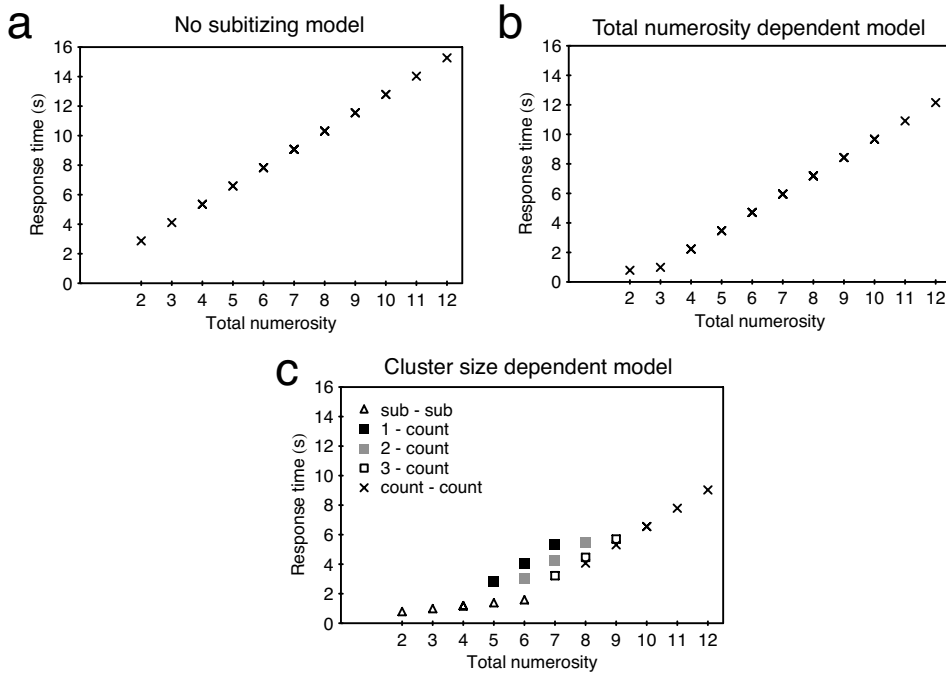 a
No subitizing model
16
14
12
10
8
6
4
2
0
Response time (s)
2 3 4 5 6 7 8 9 10 11 12
Total numerosity
b
Total numerosity dependent model
16
14
12
10
8
6
4
2
0
Response time (s)
2 3 4 5 6 7 8 9 10 11 12
Total numerosity
c
Cluster size dependent model
16
14
12
10
8
6
4
2
0
Response time (s)
sub - sub
1 - count
2 - count
3 - count
count - count
2 3 4 5 6 7 8 9 10 11 12
Total numerosity